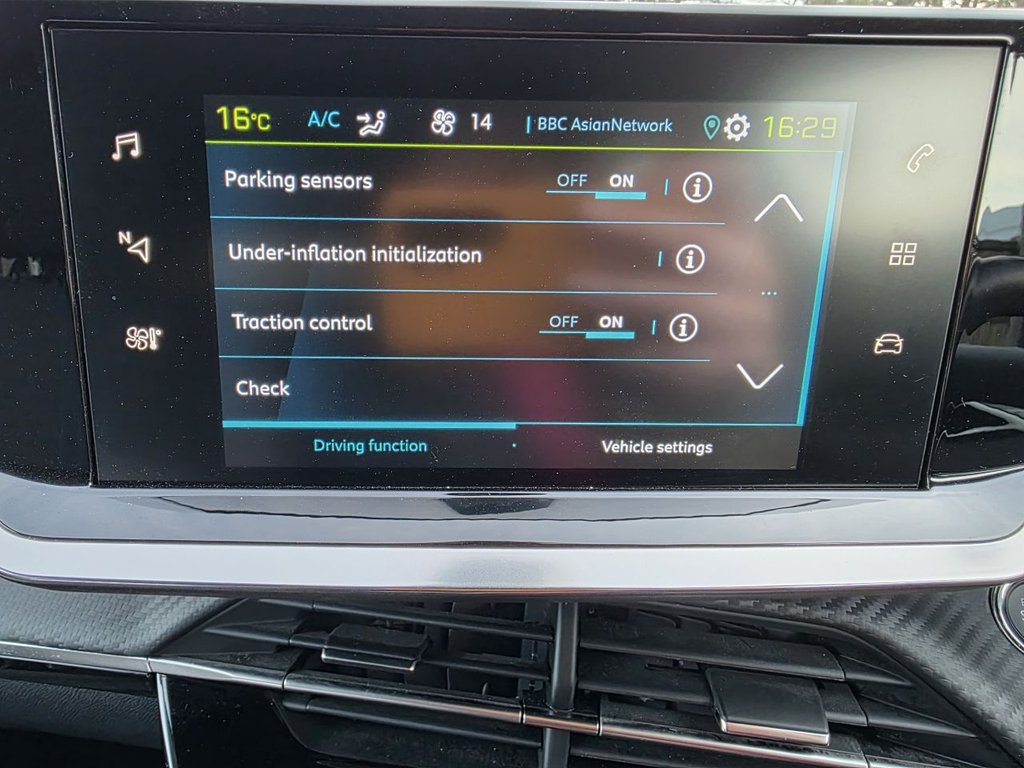 16°C A/C 14 BBC AsianNetwork 16:29
Parking sensors OFF ON i
N
Under-inflation initialization i
Traction control OFF ON i
Check
Driving function Vehicle settings